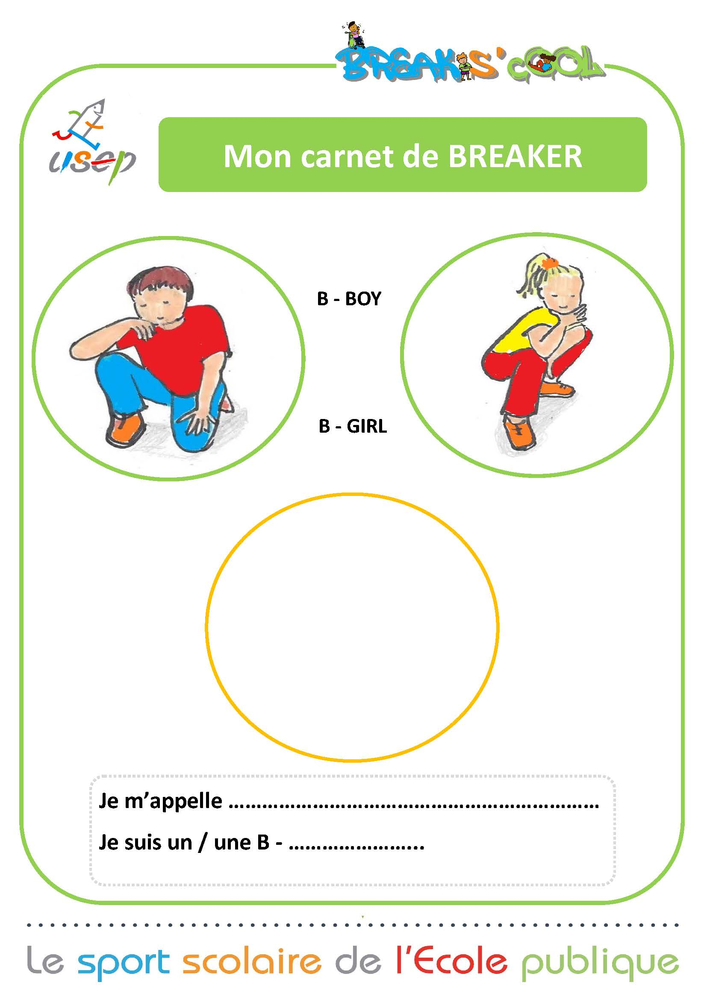 BREAK'S'COOL
usep
Mon carnet de BREAKER
B - BOY
B - GIRL
Je m’appelle ……………………………………………………………
Je suis un / une B - ……………………..
Le sport scolaire de l'Ecole publique